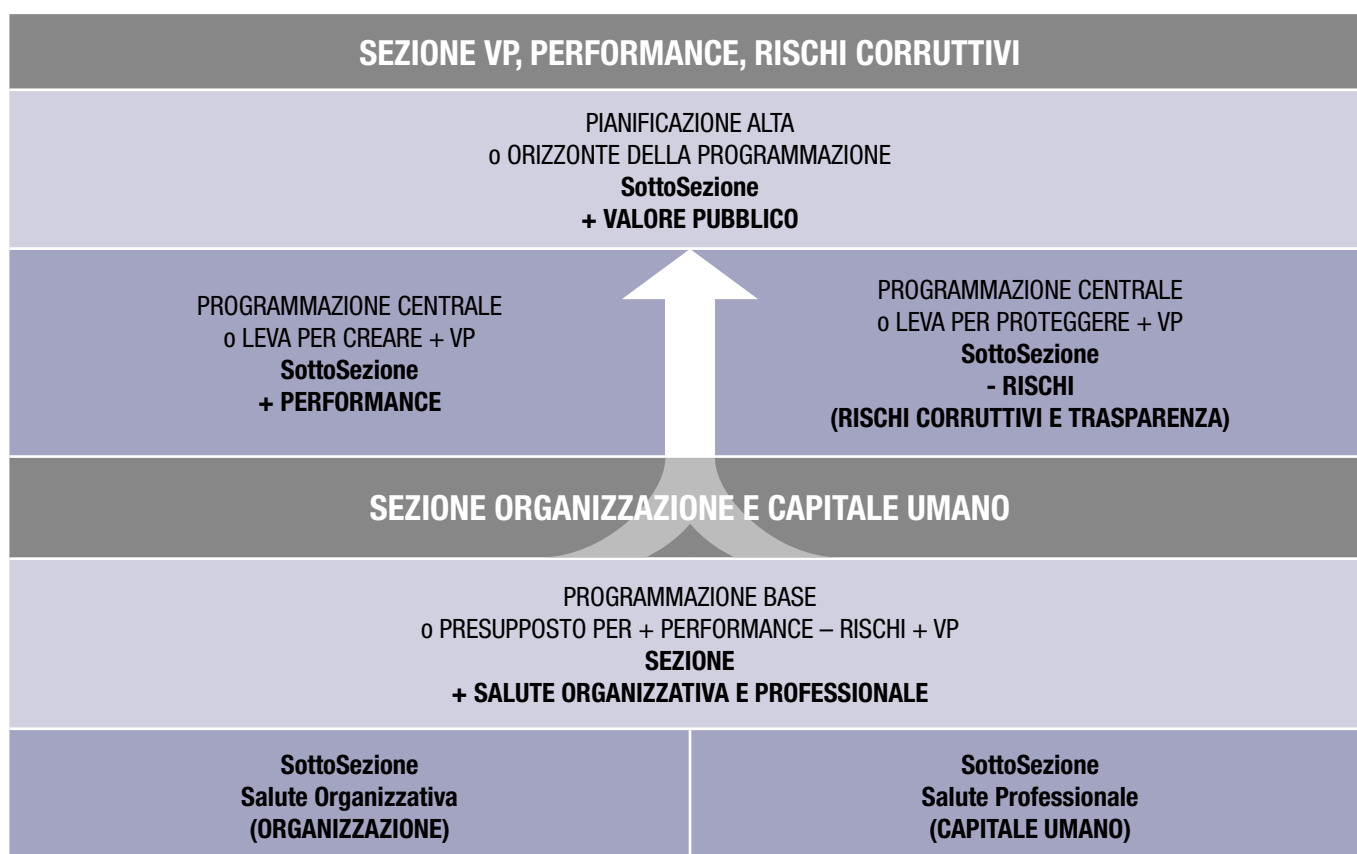 SEZIONE VP, PERFORMANCE, RISCHI CORRUTTIVI
PIANIFICAZIONE ALTA
o ORIZZONTE DELLA PROGRAMMAZIONE
SottoSezione
+ VALORE PUBBLICO
PROGRAMMAZIONE CENTRALE
o LEVA PER CREARE + VP
SottoSezione
+ PERFORMANCE
PROGRAMMAZIONE CENTRALE
o LEVA PER PROTEGGERE + VP
SottoSezione
- RISCHI
(RISCHI CORRUTTIVI E TRASPARENZA)
SEZIONE ORGANIZZAZIONE E CAPITALE UMANO
PROGRAMMAZIONE BASE
o PRESUPPOSTO PER + PERFORMANCE – RISCHI + VP
SEZIONE
+ SALUTE ORGANIZZATIVA E PROFESSIONALE
SottoSezione
Salute Organizzativa
(ORGANIZZAZIONE)
SottoSezione
Salute Professionale
(CAPITALE UMANO)